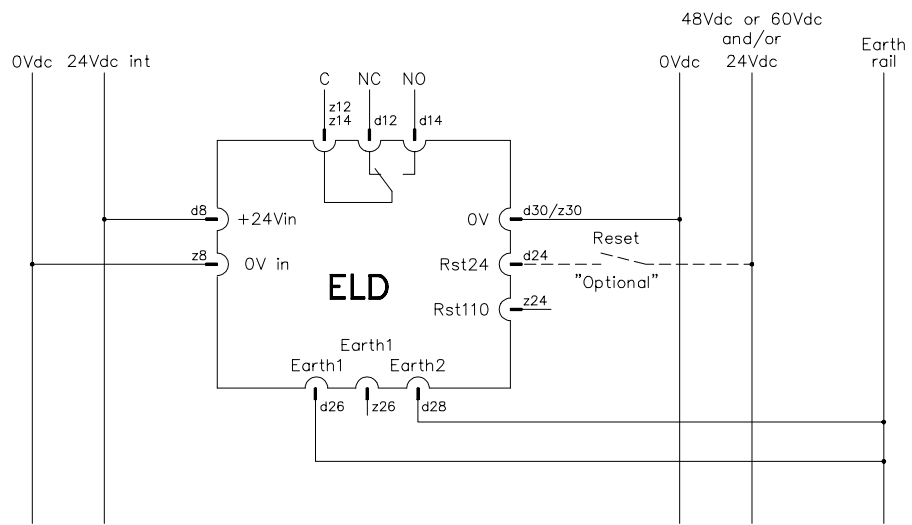 48Vdc or 60Vdc
and/or
0Vdc 24Vdc int
0Vdc 24Vdc
Earth
rail
C NC NO
z12
z14 d12 d14
d8 +24Vin
0V d30/z30
Reset
z8 0V in
Rst24 d24
"Optional"
ELD
Rst110 z24
Earth1
Earth1 Earth2
d26 z26 d28